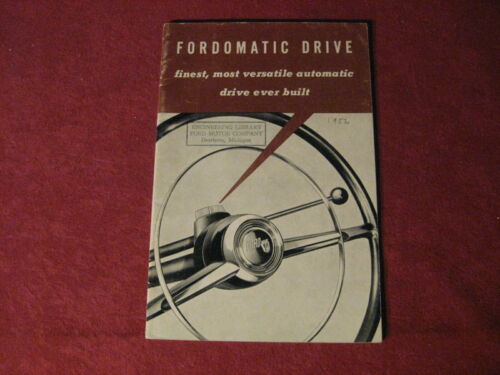 FORDOMATIC DRIVE
finest, most versatile automatic
drive ever built
ENGINEERING LIBRARY
FORD MOTOR COMPANY
Dearborn, Michigan
1952